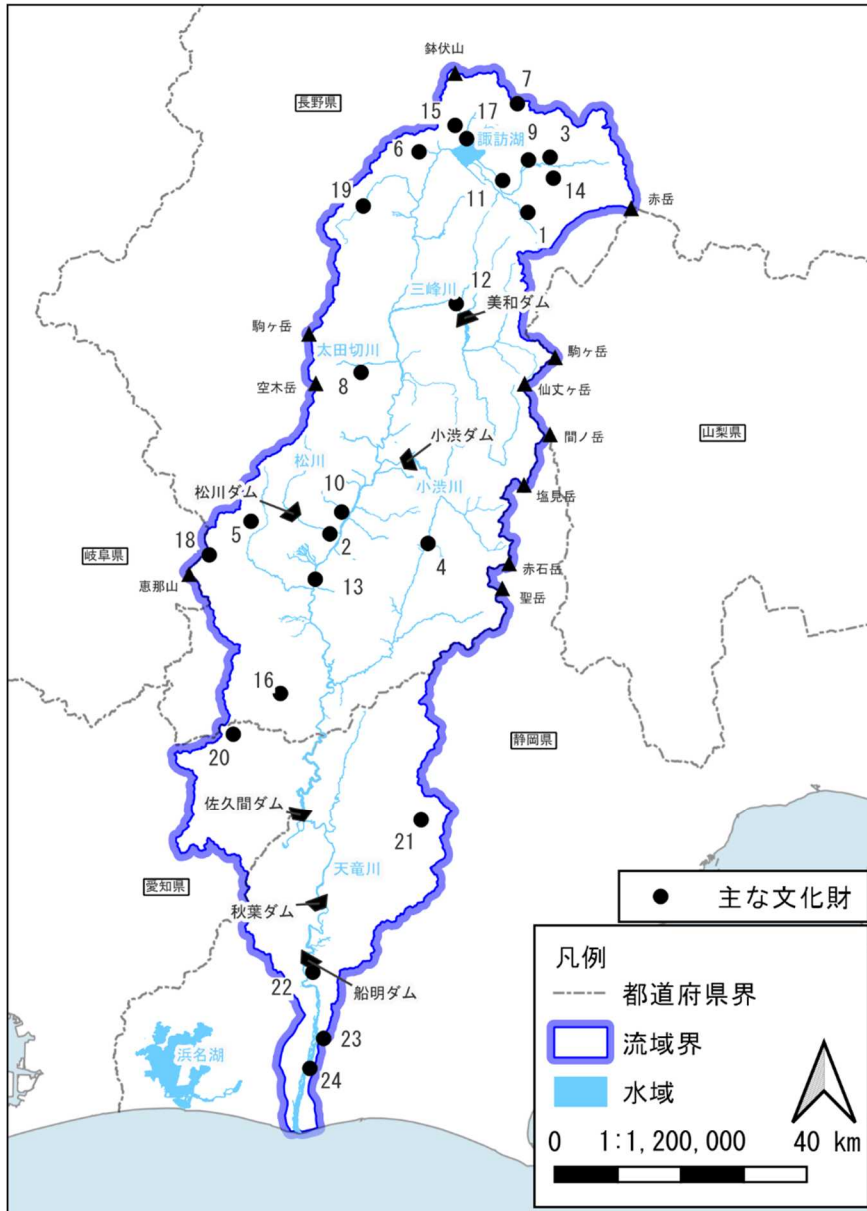 鉢伏山
7
長野県
15
17
9
3
6
諏訪湖
19
11
14
赤岳
1
12
三峰川
美和ダム
駒ヶ岳
太田切川
駒ヶ岳
空木岳
8
仙丈ヶ岳
小渋ダム
間ノ岳
山梨県
松川
10
小渋川
松川ダム
塩見岳
5
18
2
4
岐阜県
赤石岳
恵那山
13
聖岳
16
20
静岡県
佐久間ダム
21
天竜川
愛知県
主な文化財
秋葉ダム
凡例
22
船明ダム
都道府県界
23
流域界
浜名湖
24
水域
0 1:1,200,000 40 km